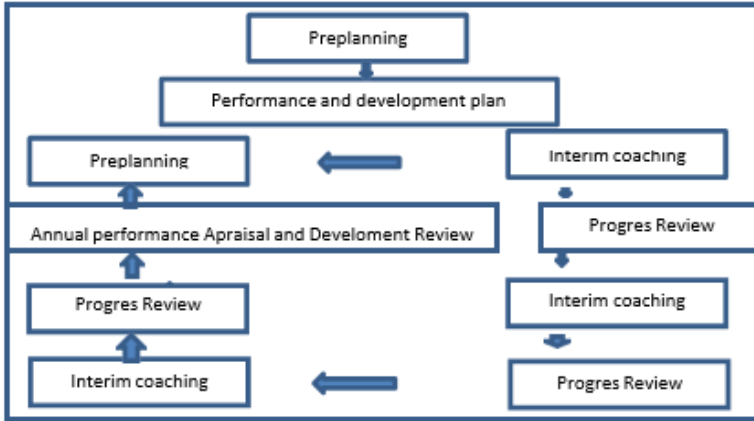 Preplanning
Performance and development plan
Preplanning
Interim coaching
Annual performance Apraisal and Develoment Review
Progres Review
Progres Review
Interim coaching
Interim coaching
Progres Review